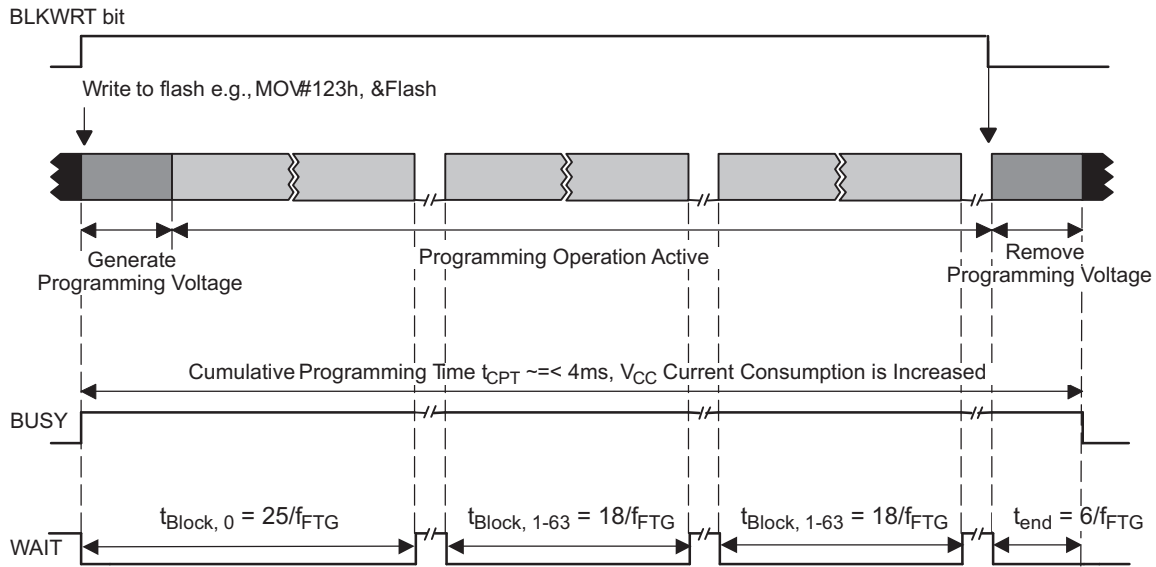 BLKWRT bit
Write to flash e.g., MOV#123h, &Flash
Generate
Programming Voltage
Programming Operation Active
Remove
Programming Voltage
Cumulative Programming Time tCPT ~=< 4ms, VCC Current Consumption is Increased
BUSY
tBlock, 0 = 25/fFTG
tBlock, 1-63 = 18/fFTG
tBlock, 1-63 = 18/fFTG
tend = 6/fFTG
WAIT